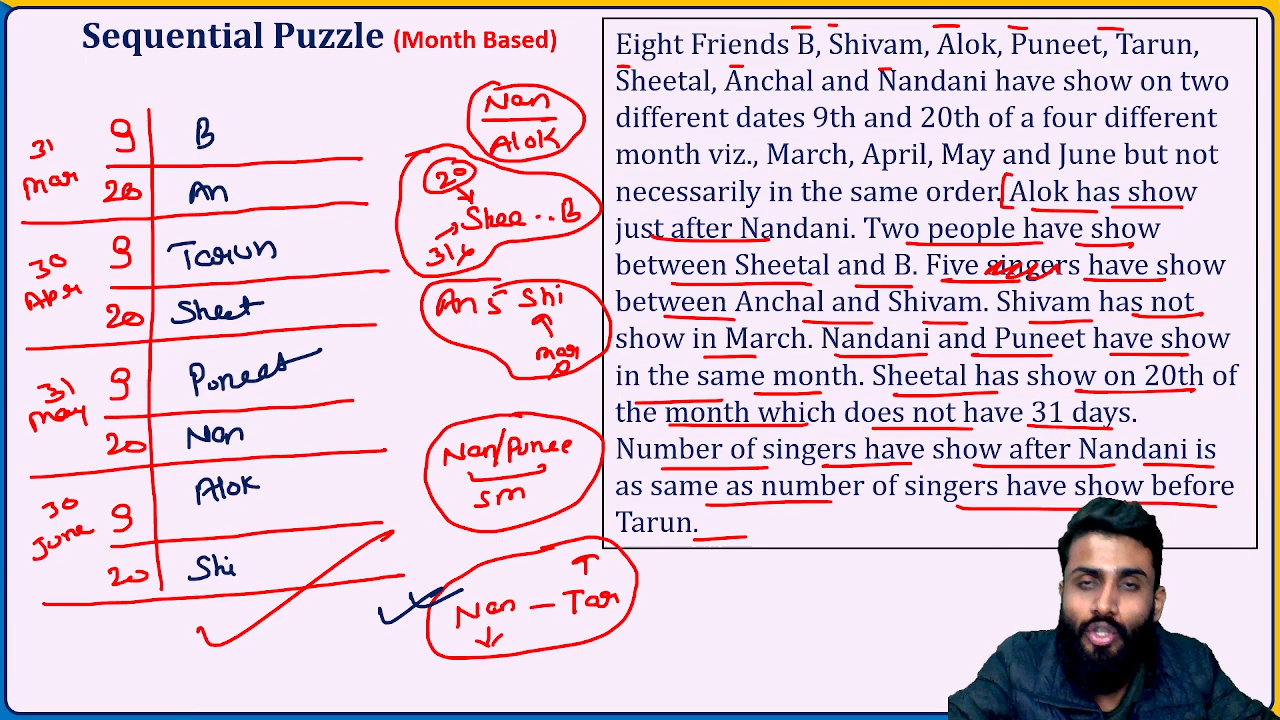 Sequential Puzzle (Month Based)
Eight Friends B, Shivam, Alok, Puneet, Tarun,
Sheetal, Anchal and Nandani have show on two
different dates 9th and 20th of a four different
month viz., March, April, May and June but not
necessarily in the same order. Alok has show
just after Nandani. Two people have show
between Sheetal and B. Five singers have show
between Anchal and Shivam. Shivam has not
show in March. Nandani and Puneet have show
in the same month. Sheetal has show on 20th of
the month which does not have 31 days.
Number of singers have show after Nandani is
as same as number of singers have show before
Tarun.
31 Mar 9 B
20 An
30 Apr 9 Tarun
20 Sheet
31 May 9 Puneet
20 Nan
30 June 9 Alok
20 Shi
Nan
Alok
20
Shee .. B
31
An 5 Shi
mar
Nan/Punee
SM
Nan – Tar